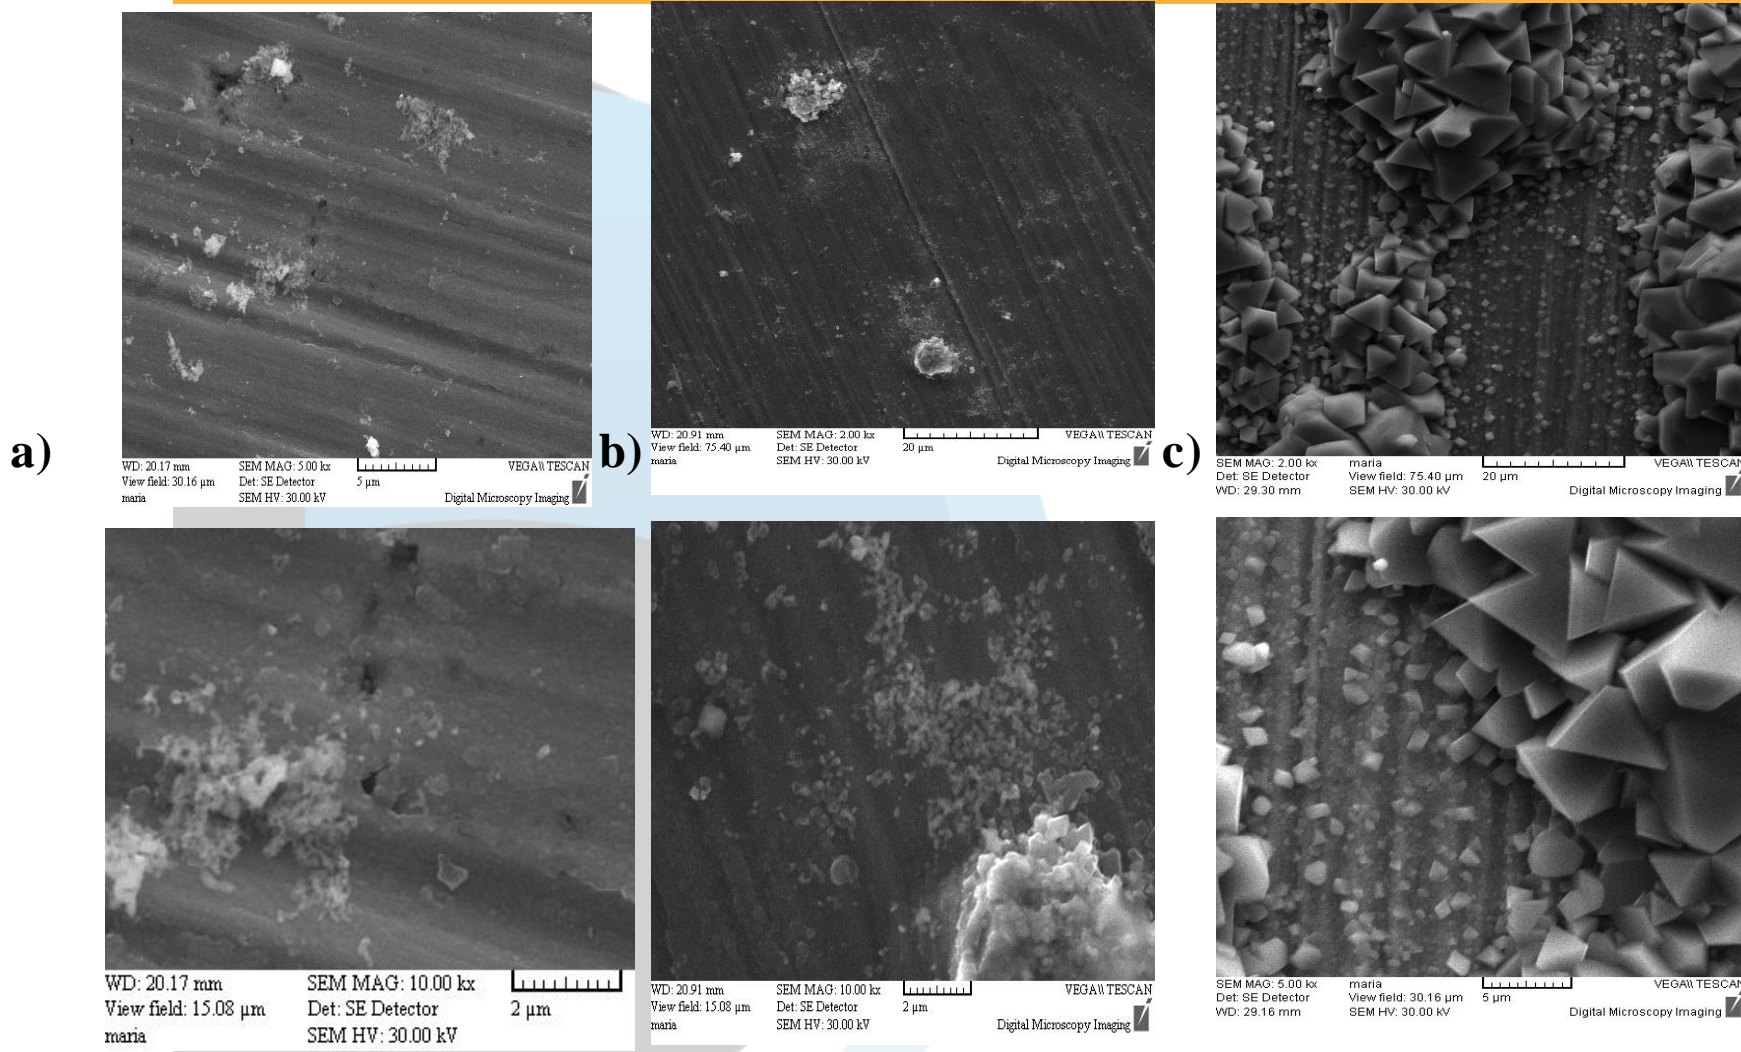 a)
WD: 20.17 mm SEM MAG: 5.00 kx 5 µm VEGA\\ TESCAN
View field: 30.16 µm Det: SE Detector
maria SEM HV: 30.00 kV Digital Microscopy Imaging
b)
WD: 20.91 mm SEM MAG: 2.00 kx 20 µm VEGA\\ TESCAN
View field: 75.40 µm Det: SE Detector
maria SEM HV: 30.00 kV Digital Microscopy Imaging
c)
SEM MAG: 2.00 kx maria 20 µm VEGA\\ TESCAN
Det: SE Detector View field: 75.40 µm
WD: 29.30 mm SEM HV: 30.00 kV Digital Microscopy Imaging
WD: 20.17 mm SEM MAG: 10.00 kx
View field: 15.08 µm Det: SE Detector 2 µm
maria SEM HV: 30.00 kV
WD: 20.91 mm SEM MAG: 10.00 kx 2 µm VEGA\\ TESCAN
View field: 15.08 µm Det: SE Detector
maria SEM HV: 30.00 kV Digital Microscopy Imaging
SEM MAG: 5.00 kx maria 5 µm VEGA\\ TESCAN
Det: SE Detector View field: 30.16 µm
WD: 29.16 mm SEM HV: 30.00 kV Digital Microscopy Imaging